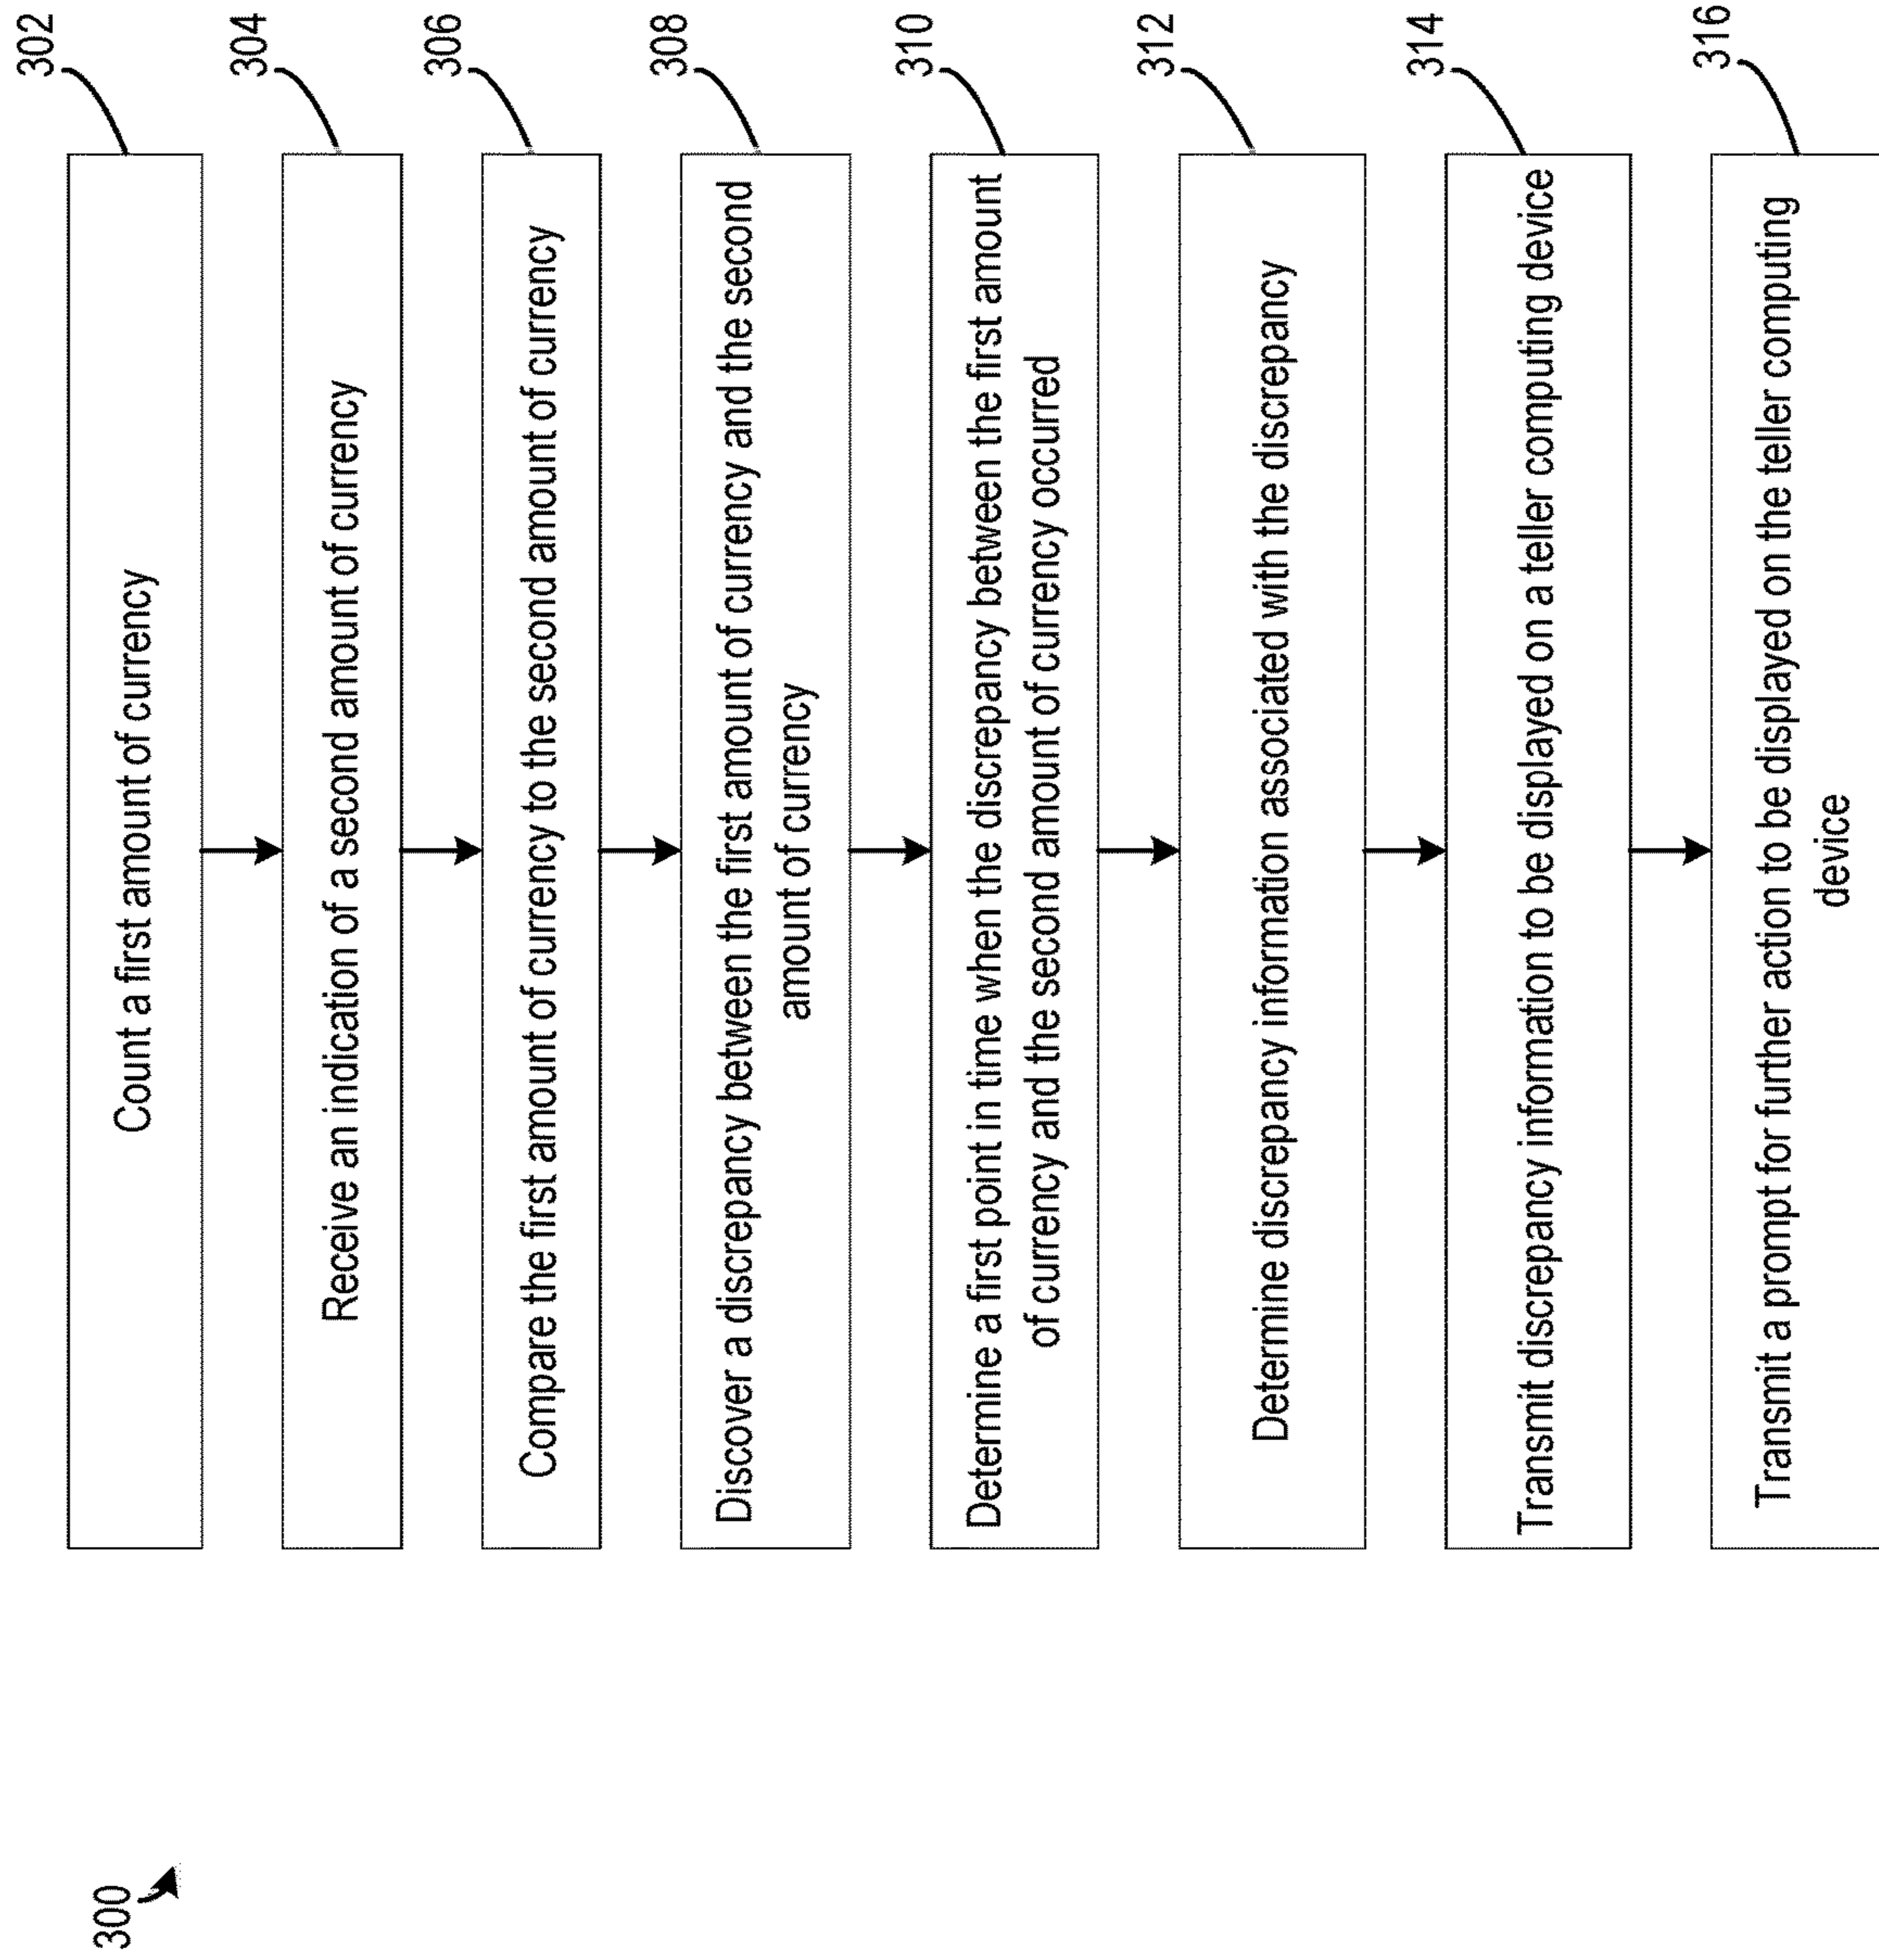 300
302
Count a first amount of currency
304
Receive an indication of a second amount of currency
306
Compare the first amount of currency to the second amount of currency
308
Discover a discrepancy between the first amount of currency and the second
amount of currency
310
Determine a first point in time when the discrepancy between the first amount
of currency and the second amount of currency occurred
312
Determine discrepancy information associated with the discrepancy
314
Transmit discrepancy information to be displayed on a teller computing device
316
Transmit a prompt for further action to be displayed on the teller computing
device